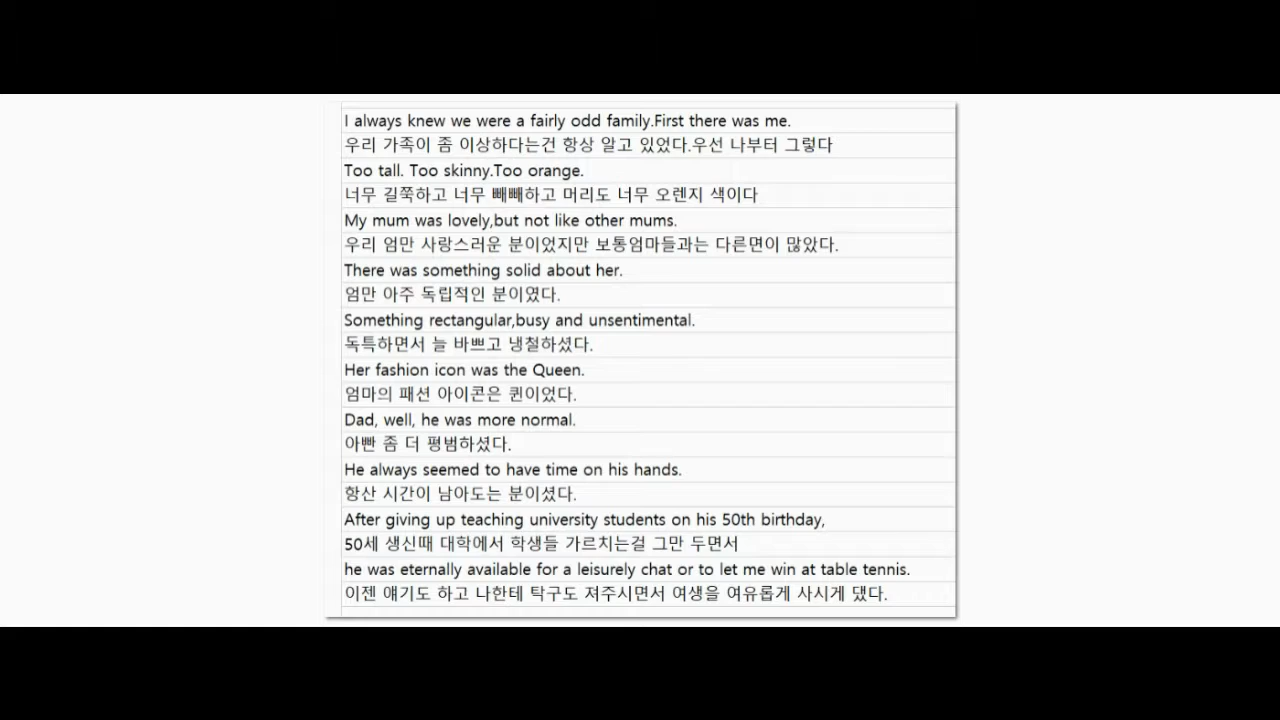 I always knew we were a fairly odd family.First there was me.
우리 가족이 좀 이상하다는건 항상 알고 있었다.우선 나부터 그렇다
Too tall. Too skinny.Too orange.
너무 길쭉하고 너무 빼빼하고 머리도 너무 오렌지 색이다
My mum was lovely,but not like other mums.
우리 엄만 사랑스러운 분이었지만 보통엄마들과는 다른면이 많았다.
There was something solid about her.
엄만 아주 독립적인 분이였다.
Something rectangular,busy and unsentimental.
독특하면서 늘 바쁘고 냉철하셨다.
Her fashion icon was the Queen.
엄마의 패션 아이콘은 퀸이었다.
Dad, well, he was more normal.
아빤 좀 더 평범하셨다.
He always seemed to have time on his hands.
항산 시간이 남아도는 분이셨다.
After giving up teaching university students on his 50th birthday,
50세 생신때 대학에서 학생들 가르치는걸 그만 두면서
he was eternally available for a leisurely chat or to let me win at table tennis.
이젠 얘기도 하고 나한테 탁구도 져주시면서 여생을 여유롭게 사시게 됐다.